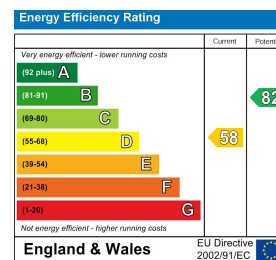 Energy Efficiency Rating
Current
Very energy efficient - lower running costs
(92 plus) A
(81-91) B
82
(69-80) C
(55-68) D
58
(39-54) E
(21-38) F
(1-20) G
Not energy efficient - higher running costs
England & Wales
EU Directive
2002/91/EC